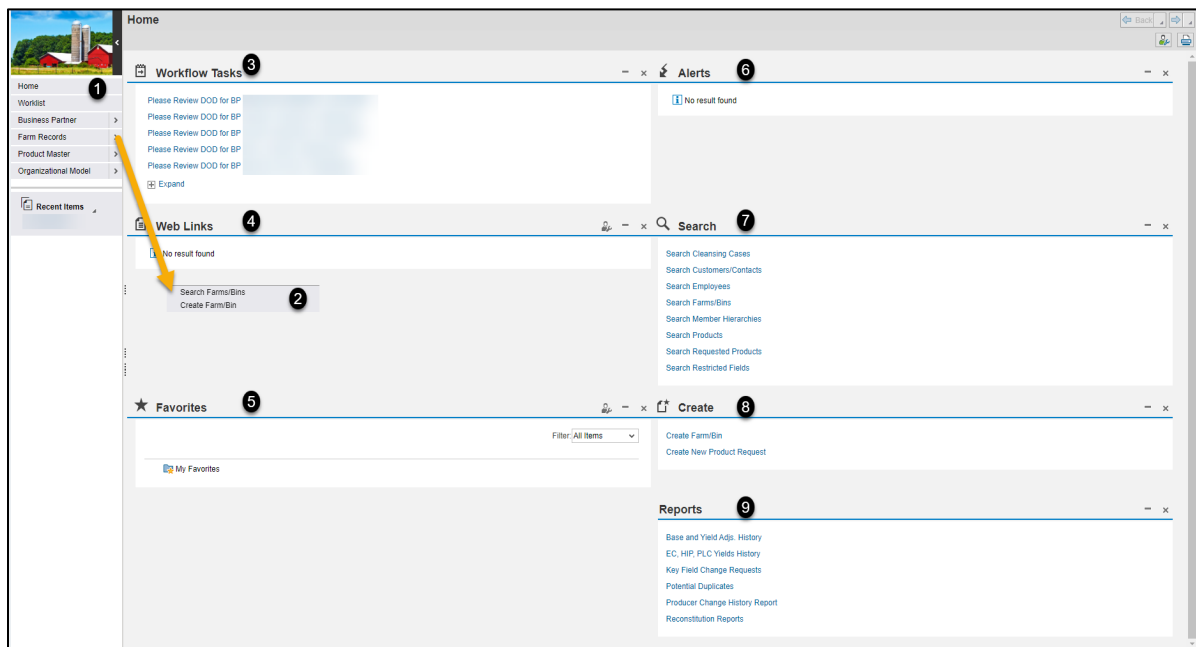 Home
Back
1
Home
Worklist
Business Partner
Farm Records
Product Master
Organizational Model
Recent Items
Workflow Tasks 3
Please Review DOD for BP
Please Review DOD for BP
Please Review DOD for BP
Please Review DOD for BP
Please Review DOD for BP
Expand
Alerts 6
No result found
Web Links 4
No result found
Search Farms/Bins
Create Farm/Bin
2
Search 7
Search Cleansing Cases
Search Customers/Contacts
Search Employees
Search Farms/Bins
Search Member Hierarchies
Search Products
Search Requested Products
Search Restricted Fields
Favorites 5
Filter: All Items
My Favorites
Create 8
Create Farm/Bin
Create New Product Request
Reports 9
Base and Yield Adjs. History
EC, HIP, PLC Yields History
Key Field Change Requests
Potential Duplicates
Producer Change History Report
Reconstitution Reports